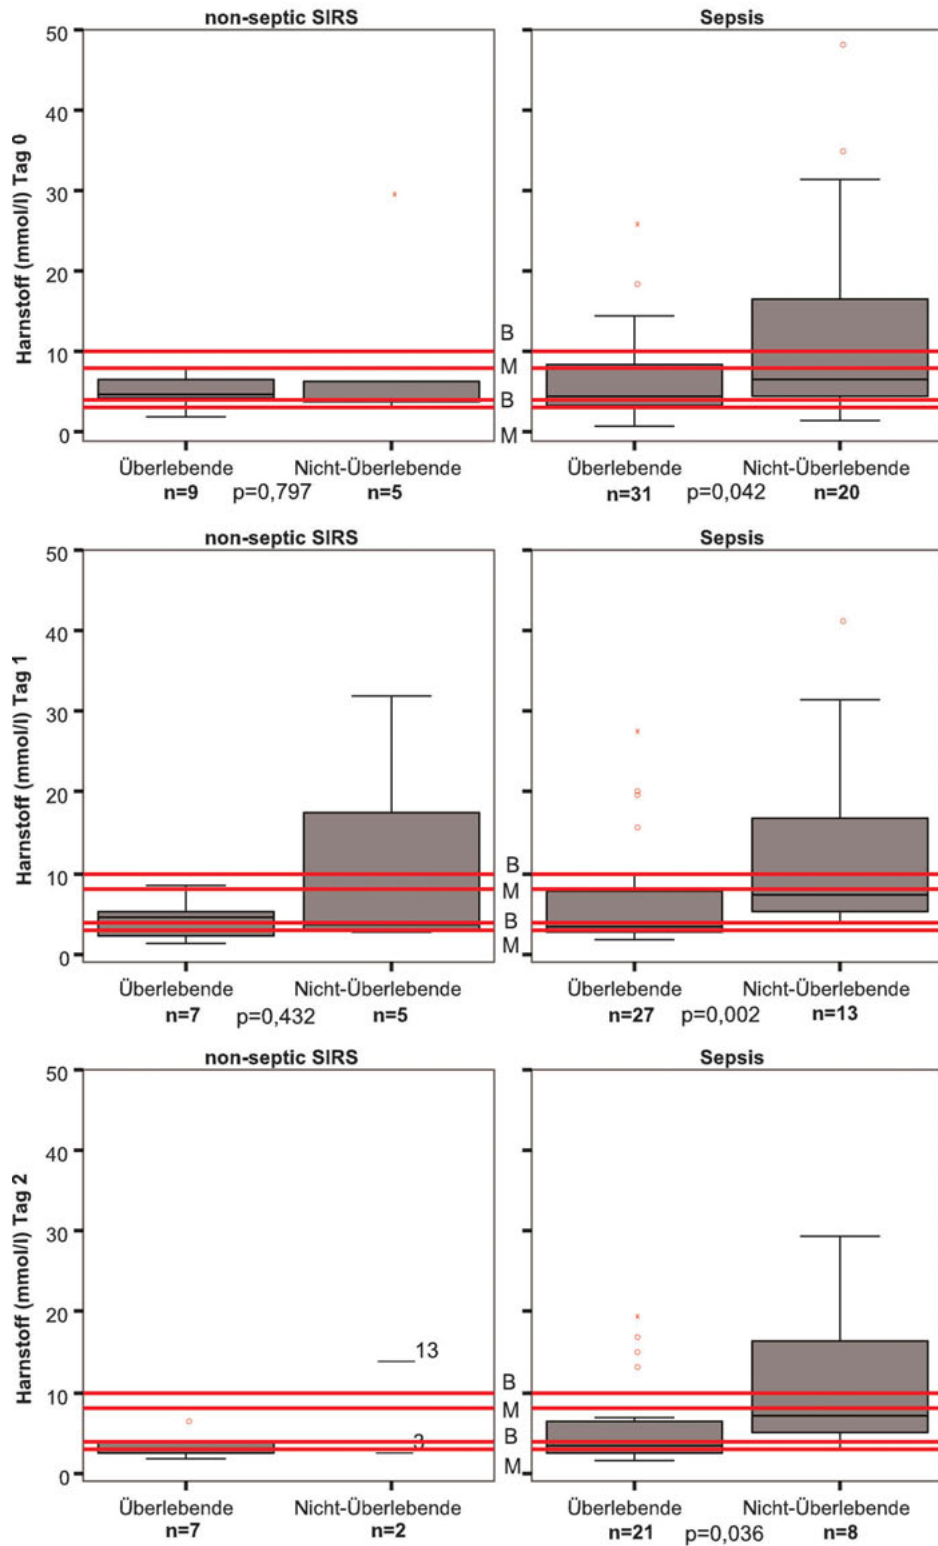 non-septic SIRS Sepsis
Harnstoff (mmol/l) Tag 0
50
40
30
20
10
0
B
M
B
M
Überlebende Nicht-Überlebende Überlebende Nicht-Überlebende
n=9 p=0,797 n=5 n=31 p=0,042 n=20
non-septic SIRS Sepsis
Harnstoff (mmol/l) Tag 1
50
40
30
20
10
0
B
M
B
M
Überlebende Nicht-Überlebende Überlebende Nicht-Überlebende
n=7 p=0,432 n=5 n=27 p=0,002 n=13
non-septic SIRS Sepsis
Harnstoff (mmol/l) Tag 2
50
40
30
20
10
0
13
3
B
M
B
M
Überlebende Nicht-Überlebende Überlebende Nicht-Überlebende
n=7 n=2 n=21 p=0,036 n=8